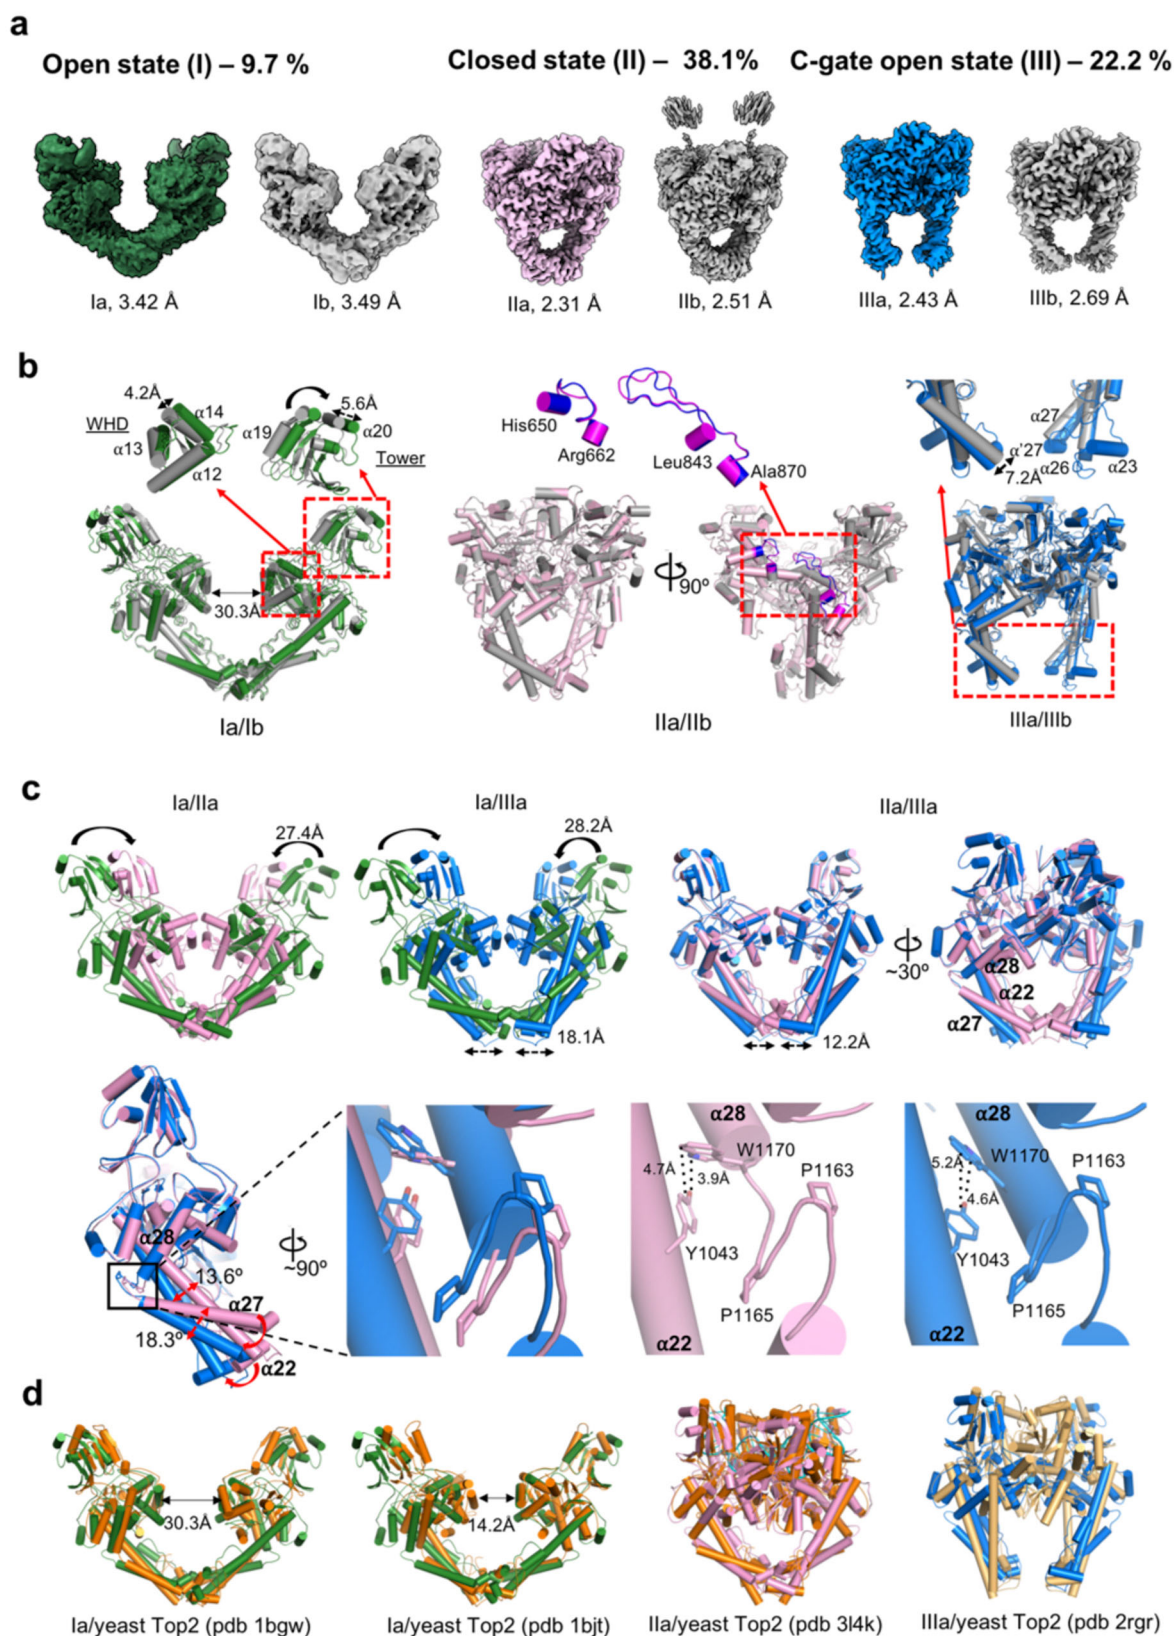 a
Open state (I) – 9.7 %
Closed state (II) – 38.1%
C-gate open state (III) – 22.2 %
Ia, 3.42 Å
Ib, 3.49 Å
IIa, 2.31 Å
IIb, 2.51 Å
IIIa, 2.43 Å
IIIb, 2.69 Å
b
4.2Å
WHD
α14
α13
α12
5.6Å
α19
α20
Tower
30.3Å
Ia/Ib
His650
Arg662
Leu843
Ala870
90º
IIa/IIb
α27
α'27
α26
α23
7.2Å
IIIa/IIIb
c
Ia/IIa
27.4Å
Ia/IIIa
28.2Å
18.1Å
IIa/IIIa
12.2Å
~30º
α28
α22
α27
α28
13.6º
α27
18.3º
α22
~90º
α28
W1170
4.7Å
3.9Å
P1163
Y1043
P1165
α22
α28
W1170
5.2Å
4.6Å
P1163
Y1043
P1165
α22
d
30.3Å
14.2Å
Ia/yeast Top2 (pdb 1bgw)
Ia/yeast Top2 (pdb 1bjt)
IIa/yeast Top2 (pdb 3l4k)
IIIa/yeast Top2 (pdb 2rgr)